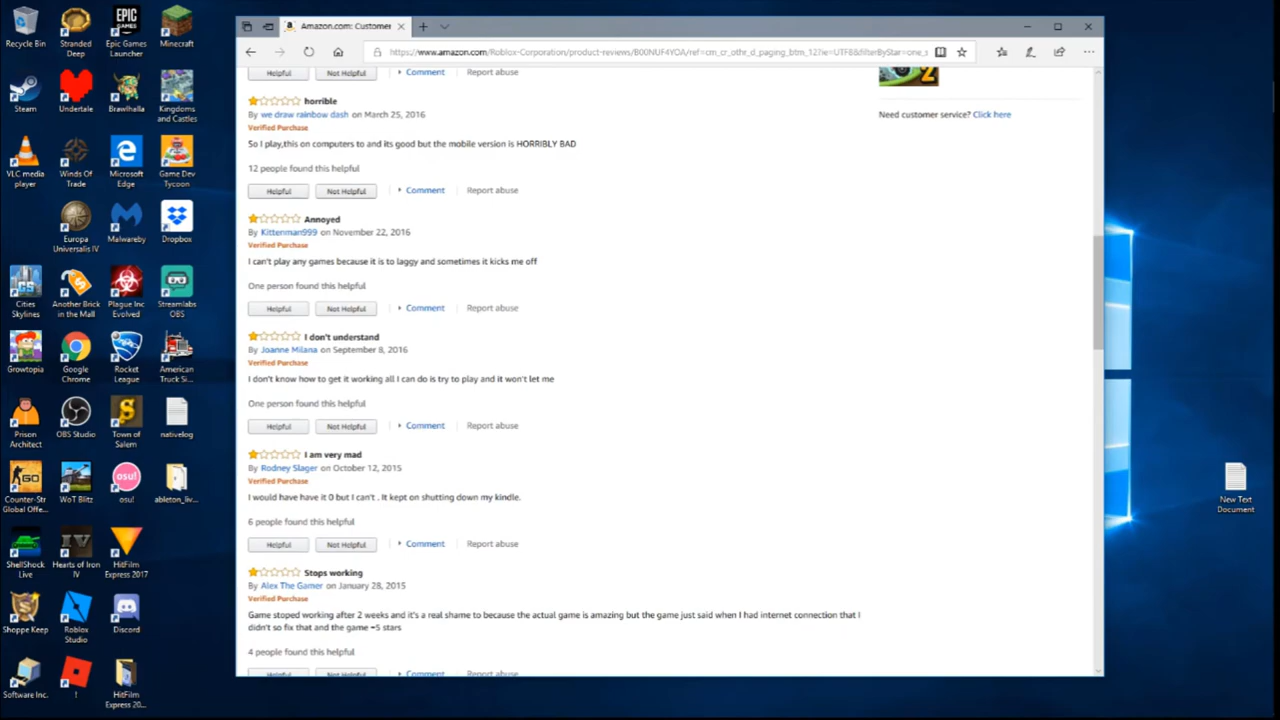 Recycle Bin
Stranded
Deep
Epic Games
Launcher
Minecraft
Steam
Undertale
Brawlhalla
Kingdoms
and Castles
VLC media
player
Winds Of
Trade
Microsoft
Edge
Game Dev
Tycoon
Europa
Universalis IV
Malwareby
Dropbox
Cities
Skylines
Another Brick
in the Mall
Plague Inc
Evolved
Streamlabs
OBS
Growtopia
Google
Chrome
Rocket
League
American
Truck Si...
Prison
Architect
OBS Studio
Town of
Salem
nativelog
Counter-Str
Global Offe...
WoT Blitz
osu!
ableton_liv...
ShellShock
Live
Hearts of Iron
IV
HitFilm
Express 2017
Shoppe Keep
Roblox
Studio
Discord
Software Inc.
!
HitFilm
Express 20...
Amazon.com: Customer
https://www.amazon.com/Roblox-Corporation/product-reviews/B00NUF4YOA/ref=cm_cr_othr_d_paging_btm_12?ie=UTF8&filterByStar=one_s
Helpful Not Helpful Comment Report abuse
2
Need customer service? Click here
horrible
By we draw rainbow dash on March 25, 2016
Verified Purchase
So I play,this on computers to and its good but the mobile version is HORRIBLY BAD
12 people found this helpful
Helpful Not Helpful Comment Report abuse
Annoyed
By Kittenman999 on November 22, 2016
Verified Purchase
I can't play any games because it is to laggy and sometimes it kicks me off
One person found this helpful
Helpful Not Helpful Comment Report abuse
I don't understand
By Joanne Milana on September 8, 2016
Verified Purchase
I don't know how to get it working all I can do is try to play and it won't let me
One person found this helpful
Helpful Not Helpful Comment Report abuse
I am very mad
By Rodney Slager on October 12, 2015
Verified Purchase
I would have have it 0 but I can't . It kept on shutting down my kindle.
6 people found this helpful
Helpful Not Helpful Comment Report abuse
Stops working
By Alex The Gamer on January 28, 2015
Verified Purchase
Game stoped working after 2 weeks and it's a real shame to because the actual game is amazing but the game just said when I had internet connection that I
didn't so fix that and the game =5 stars
4 people found this helpful
Helpful Not Helpful Comment Report abuse
New Text
Document